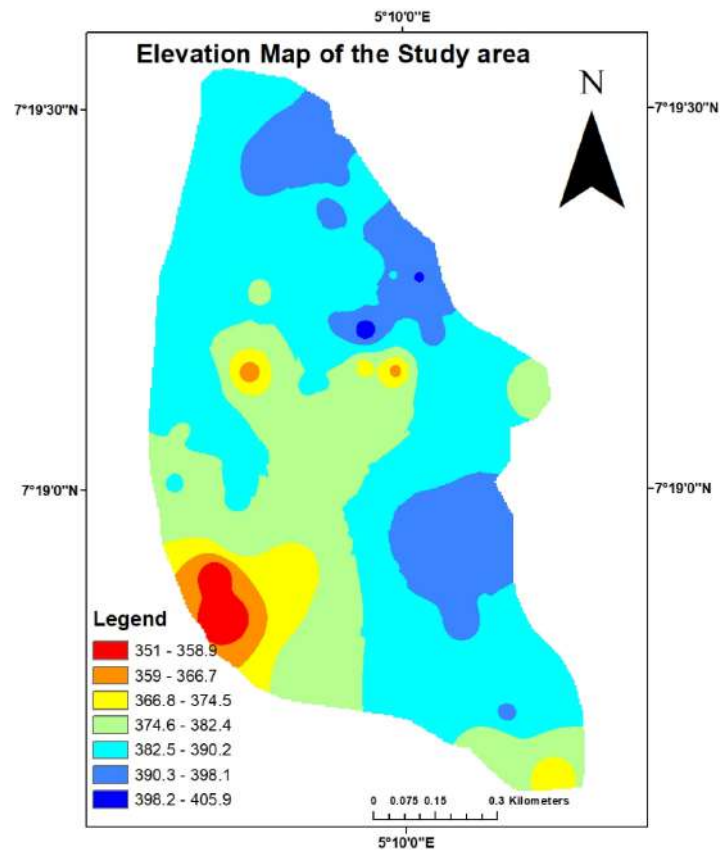 5°10'0"E
Elevation Map of the Study area
N
7°19'30"N
7°19'30"N
7°19'0"N
7°19'0"N
Legend
351 - 358.9
359 - 366.7
366.8 - 374.5
374.6 - 382.4
382.5 - 390.2
390.3 - 398.1
398.2 - 405.9
0 0.075 0.15 0.3 Kilometers
5°10'0"E